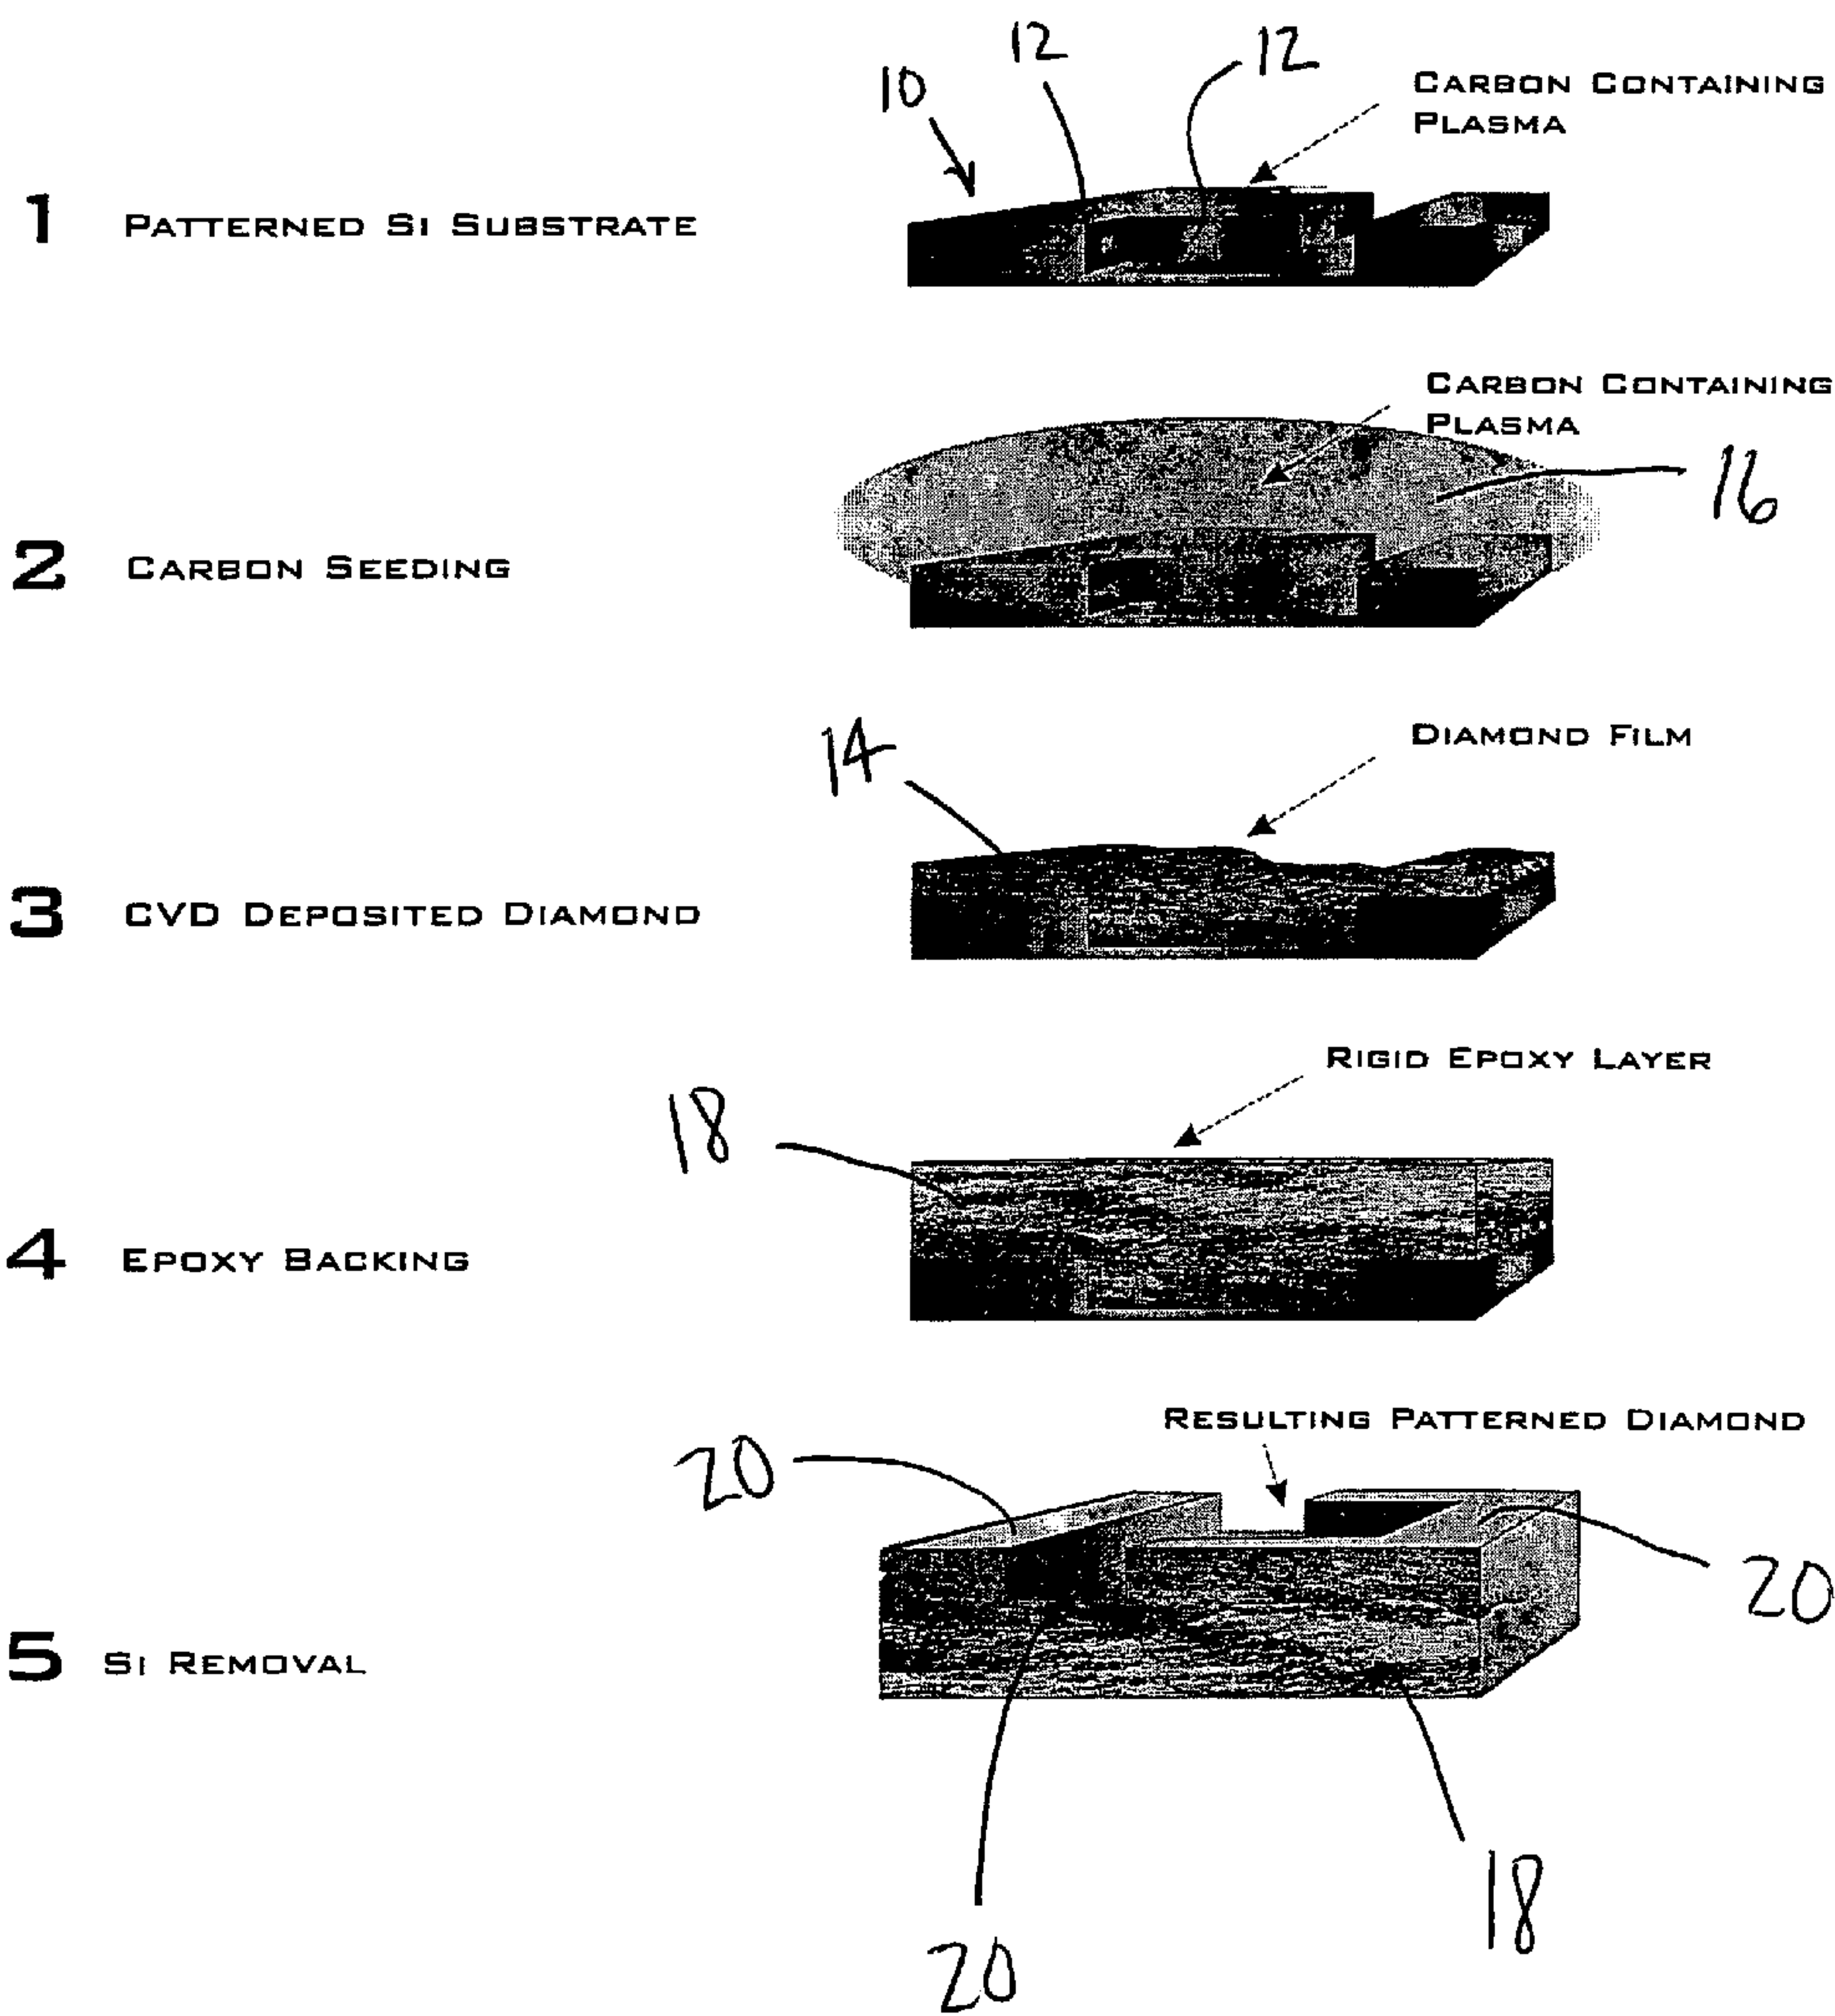 10
12
12
CARBON CONTAINING
PLASMA
1 PATTERNED SI SUBSTRATE
CARBON CONTAINING
PLASMA
16
2 CARBON SEEDING
DIAMOND FILM
14
3 CVD DEPOSITED DIAMOND
RIGID EPOXY LAYER
18
4 EPOXY BACKING
RESULTING PATTERNED DIAMOND
20
20
5 SI REMOVAL
18
20